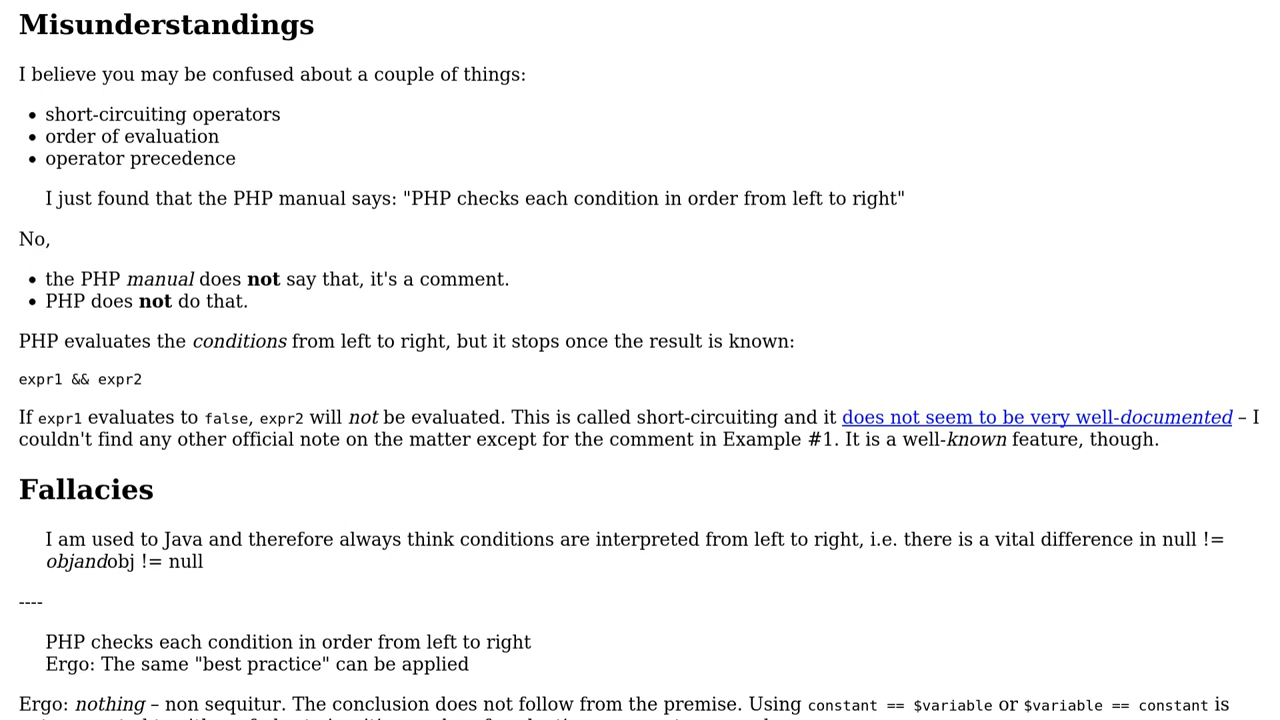 Misunderstandings
I believe you may be confused about a couple of things:
• short-circuiting operators
• order of evaluation
• operator precedence
I just found that the PHP manual says: "PHP checks each condition in order from left to right"
No,
• the PHP manual does not say that, it's a comment.
• PHP does not do that.
PHP evaluates the conditions from left to right, but it stops once the result is known:
expr1 && expr2
If expr1 evaluates to false, expr2 will not be evaluated. This is called short-circuiting and it does not seem to be very well-documented – I
couldn't find any other official note on the matter except for the comment in Example #1. It is a well-known feature, though.
Fallacies
I am used to Java and therefore always think conditions are interpreted from left to right, i.e. there is a vital difference in null !=
objandobj != null
----
PHP checks each condition in order from left to right
Ergo: The same "best practice" can be applied
Ergo: nothing – non sequitur. The conclusion does not follow from the premise. Using constant == $variable or $variable == constant is